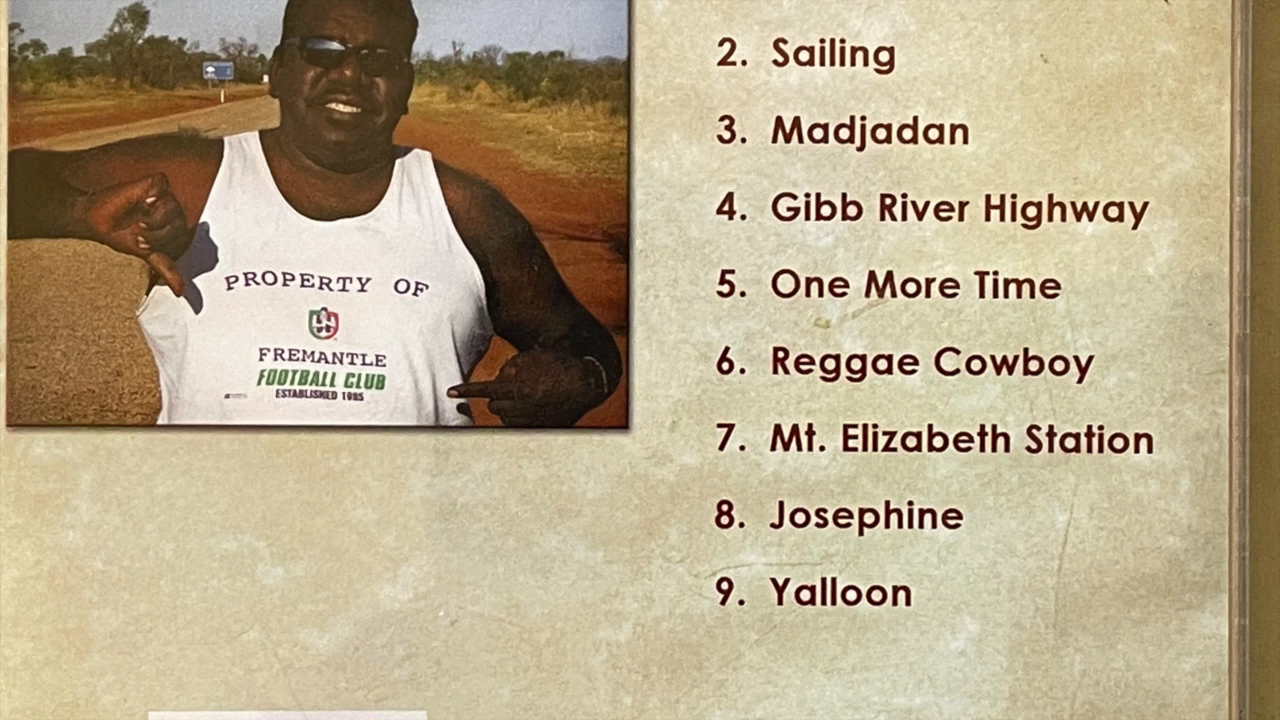 PROPERTY OF
FREMANTLE
FOOTBALL CLUB
ESTABLISHED 1995
2. Sailing
3. Madjadan
4. Gibb River Highway
5. One More Time
6. Reggae Cowboy
7. Mt. Elizabeth Station
8. Josephine
9. Yalloon